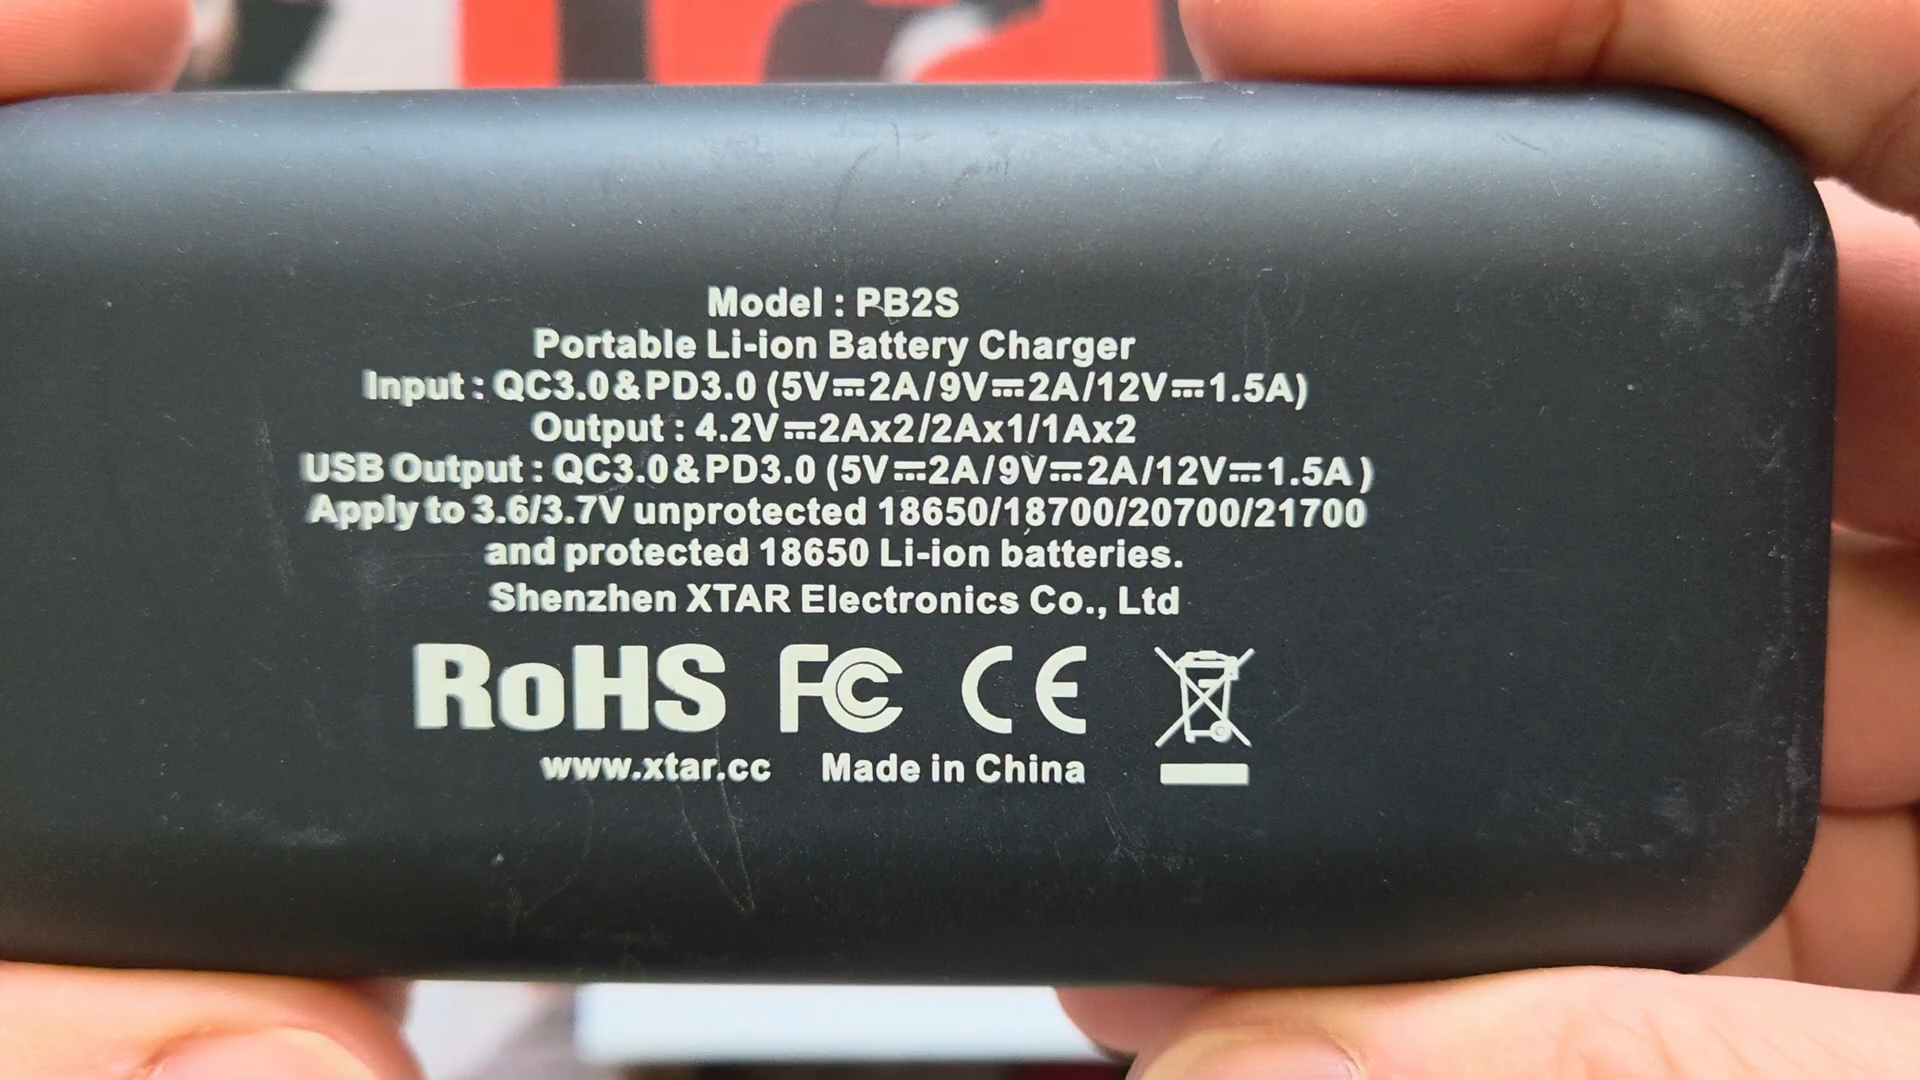 Model : PB2S
Portable Li-ion Battery Charger
Input : QC3.0&PD3.0 (5V⎓2A/9V⎓2A/12V⎓1.5A)
Output : 4.2V⎓2Ax2/2Ax1/1Ax2
USB Output : QC3.0&PD3.0 (5V⎓2A/9V⎓2A/12V⎓1.5A )
Apply to 3.6/3.7V unprotected 18650/18700/20700/21700
and protected 18650 Li-ion batteries.
Shenzhen XTAR Electronics Co., Ltd
RoHS FC CE
www.xtar.cc Made in China